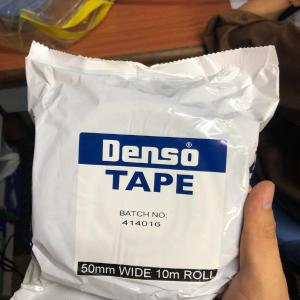 Denso®
TAPE
BATCH NO:
414016
50mm WIDE 10m ROLL